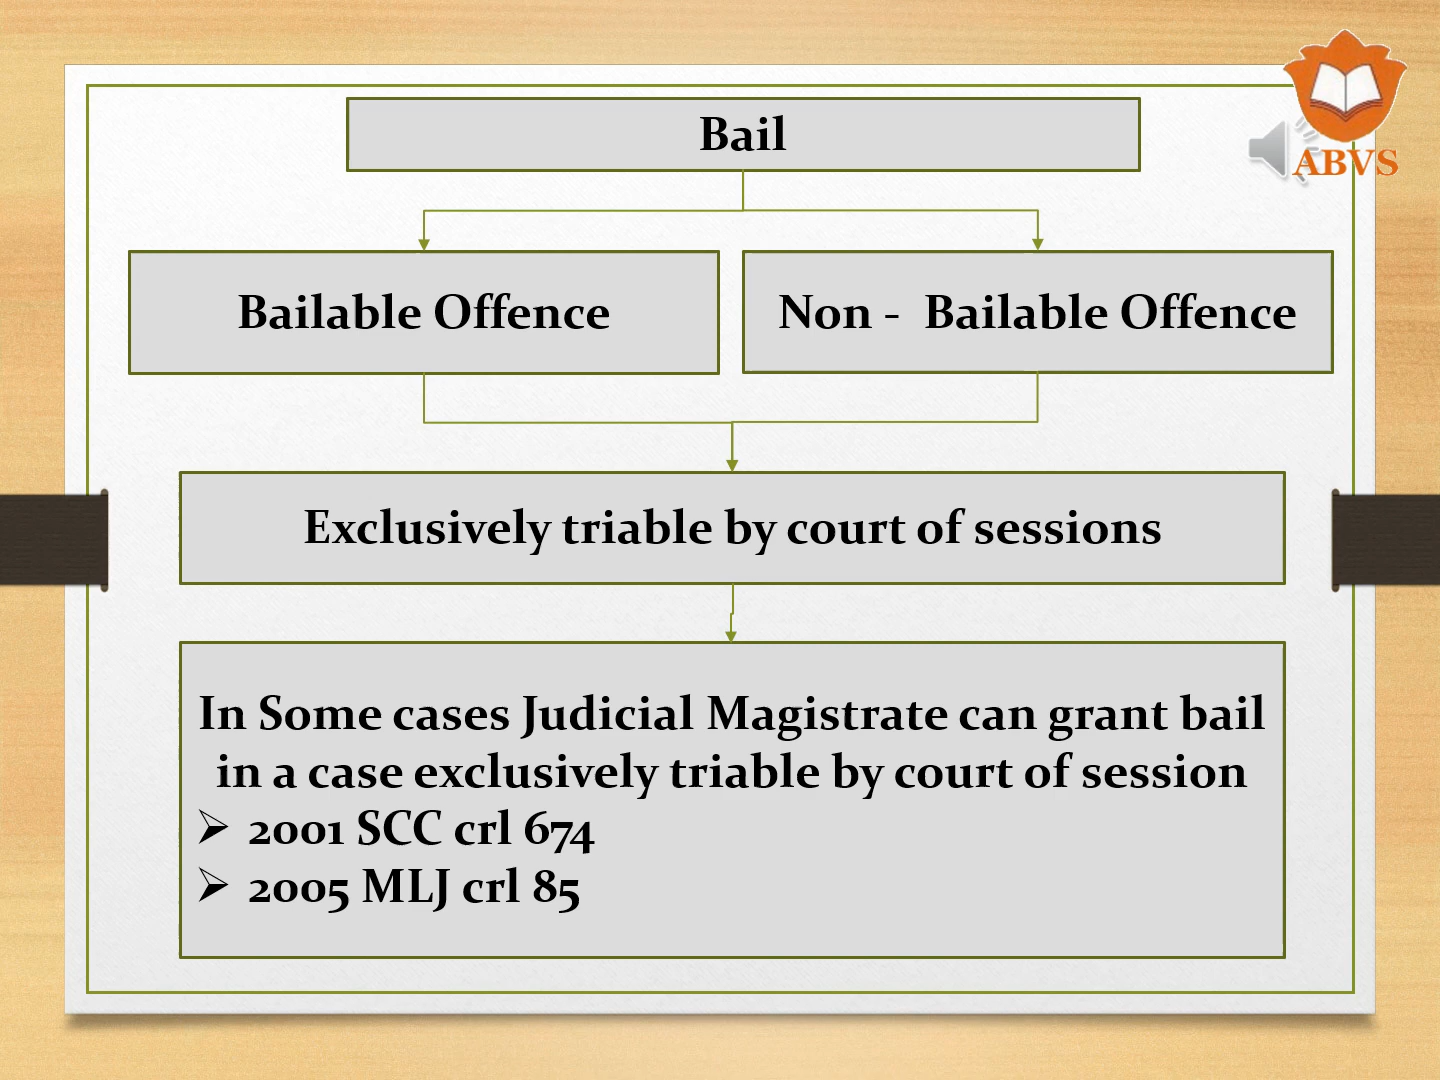 Bail
ABVS
Bailable Offence
Non -  Bailable Offence
Exclusively triable by court of sessions
In Some cases Judicial Magistrate can grant bail
in a case exclusively triable by court of session
➢ 2001 SCC crl 674
➢ 2005 MLJ crl 85